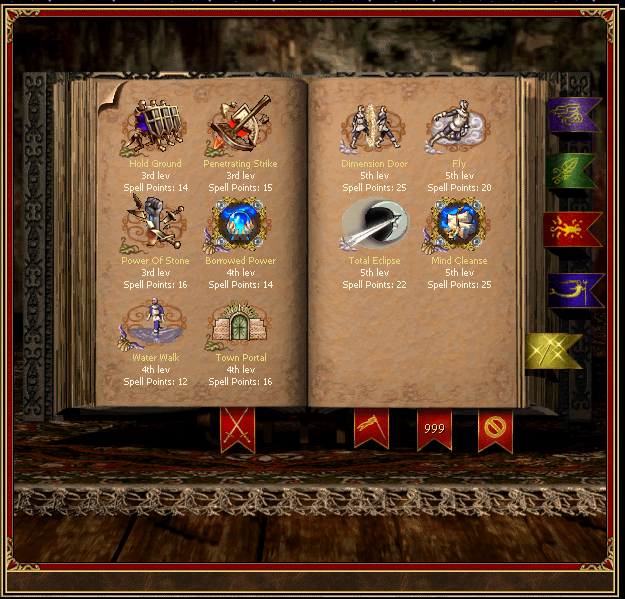 Hold Ground
3rd lev
Spell Points: 14
Penetrating Strike
3rd lev
Spell Points: 15
Power Of Stone
3rd lev
Spell Points: 16
Borrowed Power
4th lev
Spell Points: 14
Water Walk
4th lev
Spell Points: 12
Town Portal
4th lev
Spell Points: 16
Dimension Door
5th lev
Spell Points: 25
Fly
5th lev
Spell Points: 20
Total Eclipse
5th lev
Spell Points: 22
Mind Cleanse
5th lev
Spell Points: 25
999